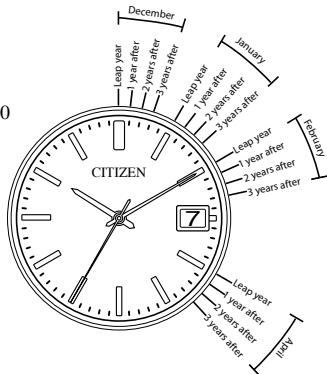 December
Leap year
1 year after
2 years after
3 years after
January
Leap year
1 year after
2 years after
3 years after
0
February
Leap year
1 year after
2 years after
3 years after
CITIZEN
7
Leap year
1 year after
2 years after
3 years after
April